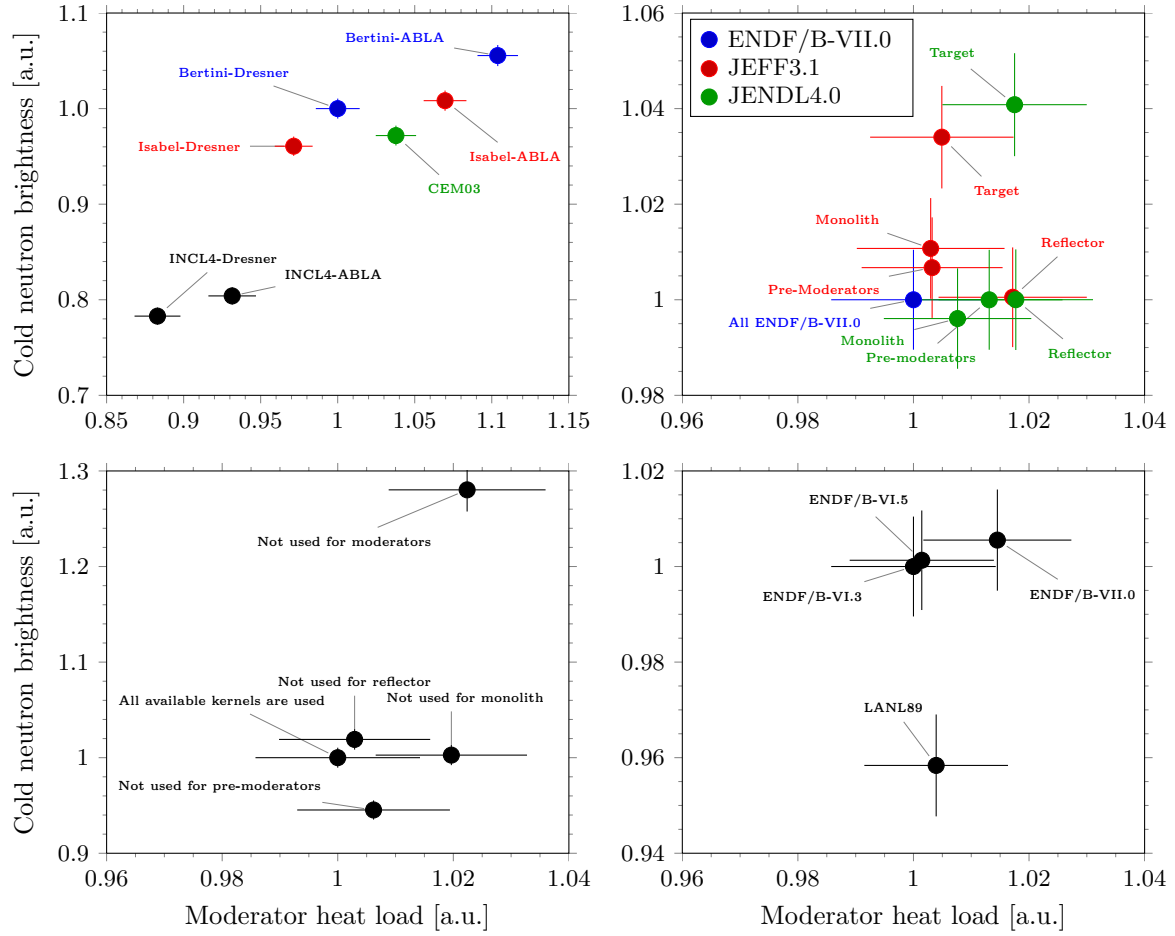 1.1
1.0
0.9
0.8
0.7
0.85
0.9
0.95
1
1.05
1.1
1.15
Cold neutron brightness [a.u.]
Bertini-ABLA
Bertini-Dresner
Isabel-Dresner
Isabel-ABLA
CEM03
INCL4-Dresner
INCL4-ABLA
1.06
1.04
1.02
1
0.98
0.96
0.98
1
1.02
1.04
ENDF/B-VII.0
JEFF3.1
JENDL4.0
Target
Target
Monolith
Reflector
Pre-Moderators
All ENDF/B-VII.0
Monolith
Pre-moderators
Reflector
1.3
1.2
1.1
1
0.9
0.96
0.98
1
1.02
1.04
Cold neutron brightness [a.u.]
Moderator heat load [a.u.]
Not used for moderators
Not used for reflector
All available kernels are used
Not used for monolith
Not used for pre-moderators
1.02
1
0.98
0.96
0.94
0.96
0.98
1
1.02
1.04
Moderator heat load [a.u.]
ENDF/B-VI.5
ENDF/B-VI.3
ENDF/B-VII.0
LANL89